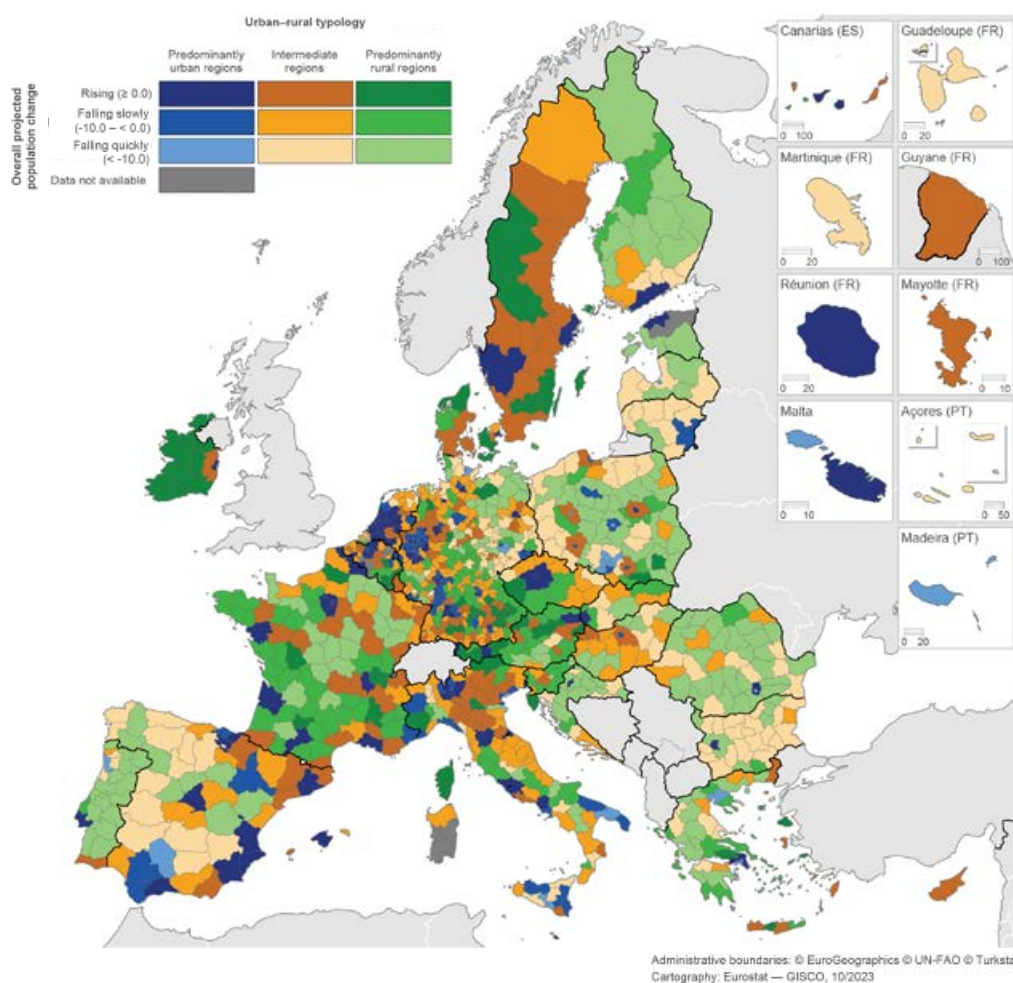 Urban–rural typology
Predominantly urban regions
Intermediate regions
Predominantly rural regions
Overall projected population change
Rising (≥ 0.0)
Falling slowly (-10.0 – < 0.0)
Falling quickly (< -10.0)
Data not available
Canarias (ES)
0 100
Guadeloupe (FR)
0 20
Martinique (FR)
0 20
Guyane (FR)
0 100
Réunion (FR)
0 20
Mayotte (FR)
0 10
Malta
0 10
Açores (PT)
0 50
Madeira (PT)
0 20
Administrative boundaries: © EuroGeographics © UN-FAO © Turksta
Cartography: Eurostat — GISCO, 10/2023